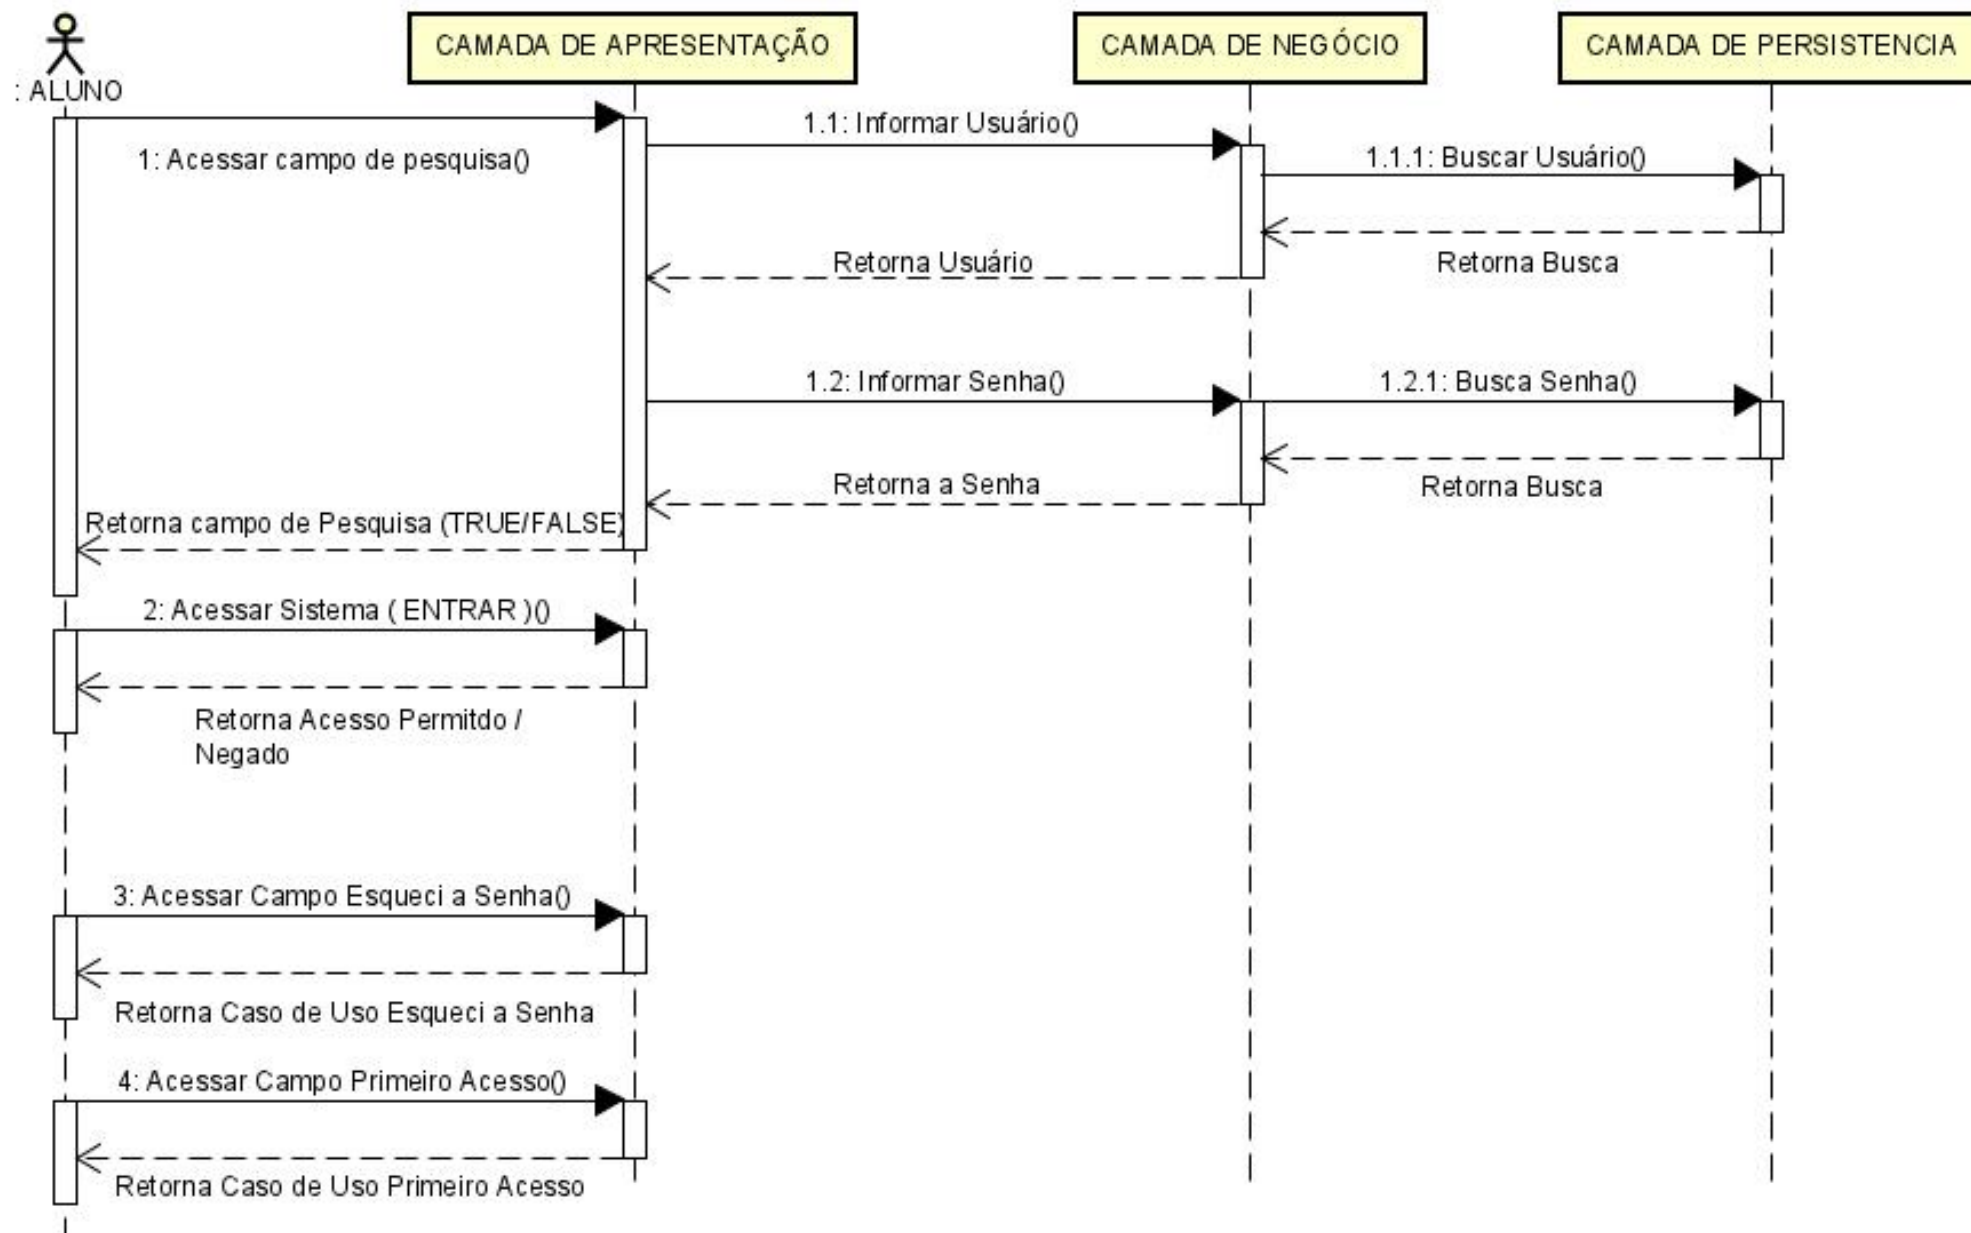 : ALUNO
CAMADA DE APRESENTAÇÃO
CAMADA DE NEGÓCIO
CAMADA DE PERSISTENCIA
1: Acessar campo de pesquisa()
1.1: Informar Usuário()
1.1.1: Buscar Usuário()
Retorna Busca
Retorna Usuário
1.2: Informar Senha()
1.2.1: Busca Senha()
Retorna Busca
Retorna a Senha
Retorna campo de Pesquisa (TRUE/FALSE)
2: Acessar Sistema ( ENTRAR )()
Retorna Acesso Permitdo /
Negado
3: Acessar Campo Esqueci a Senha()
Retorna Caso de Uso Esqueci a Senha
4: Acessar Campo Primeiro Acesso()
Retorna Caso de Uso Primeiro Acesso